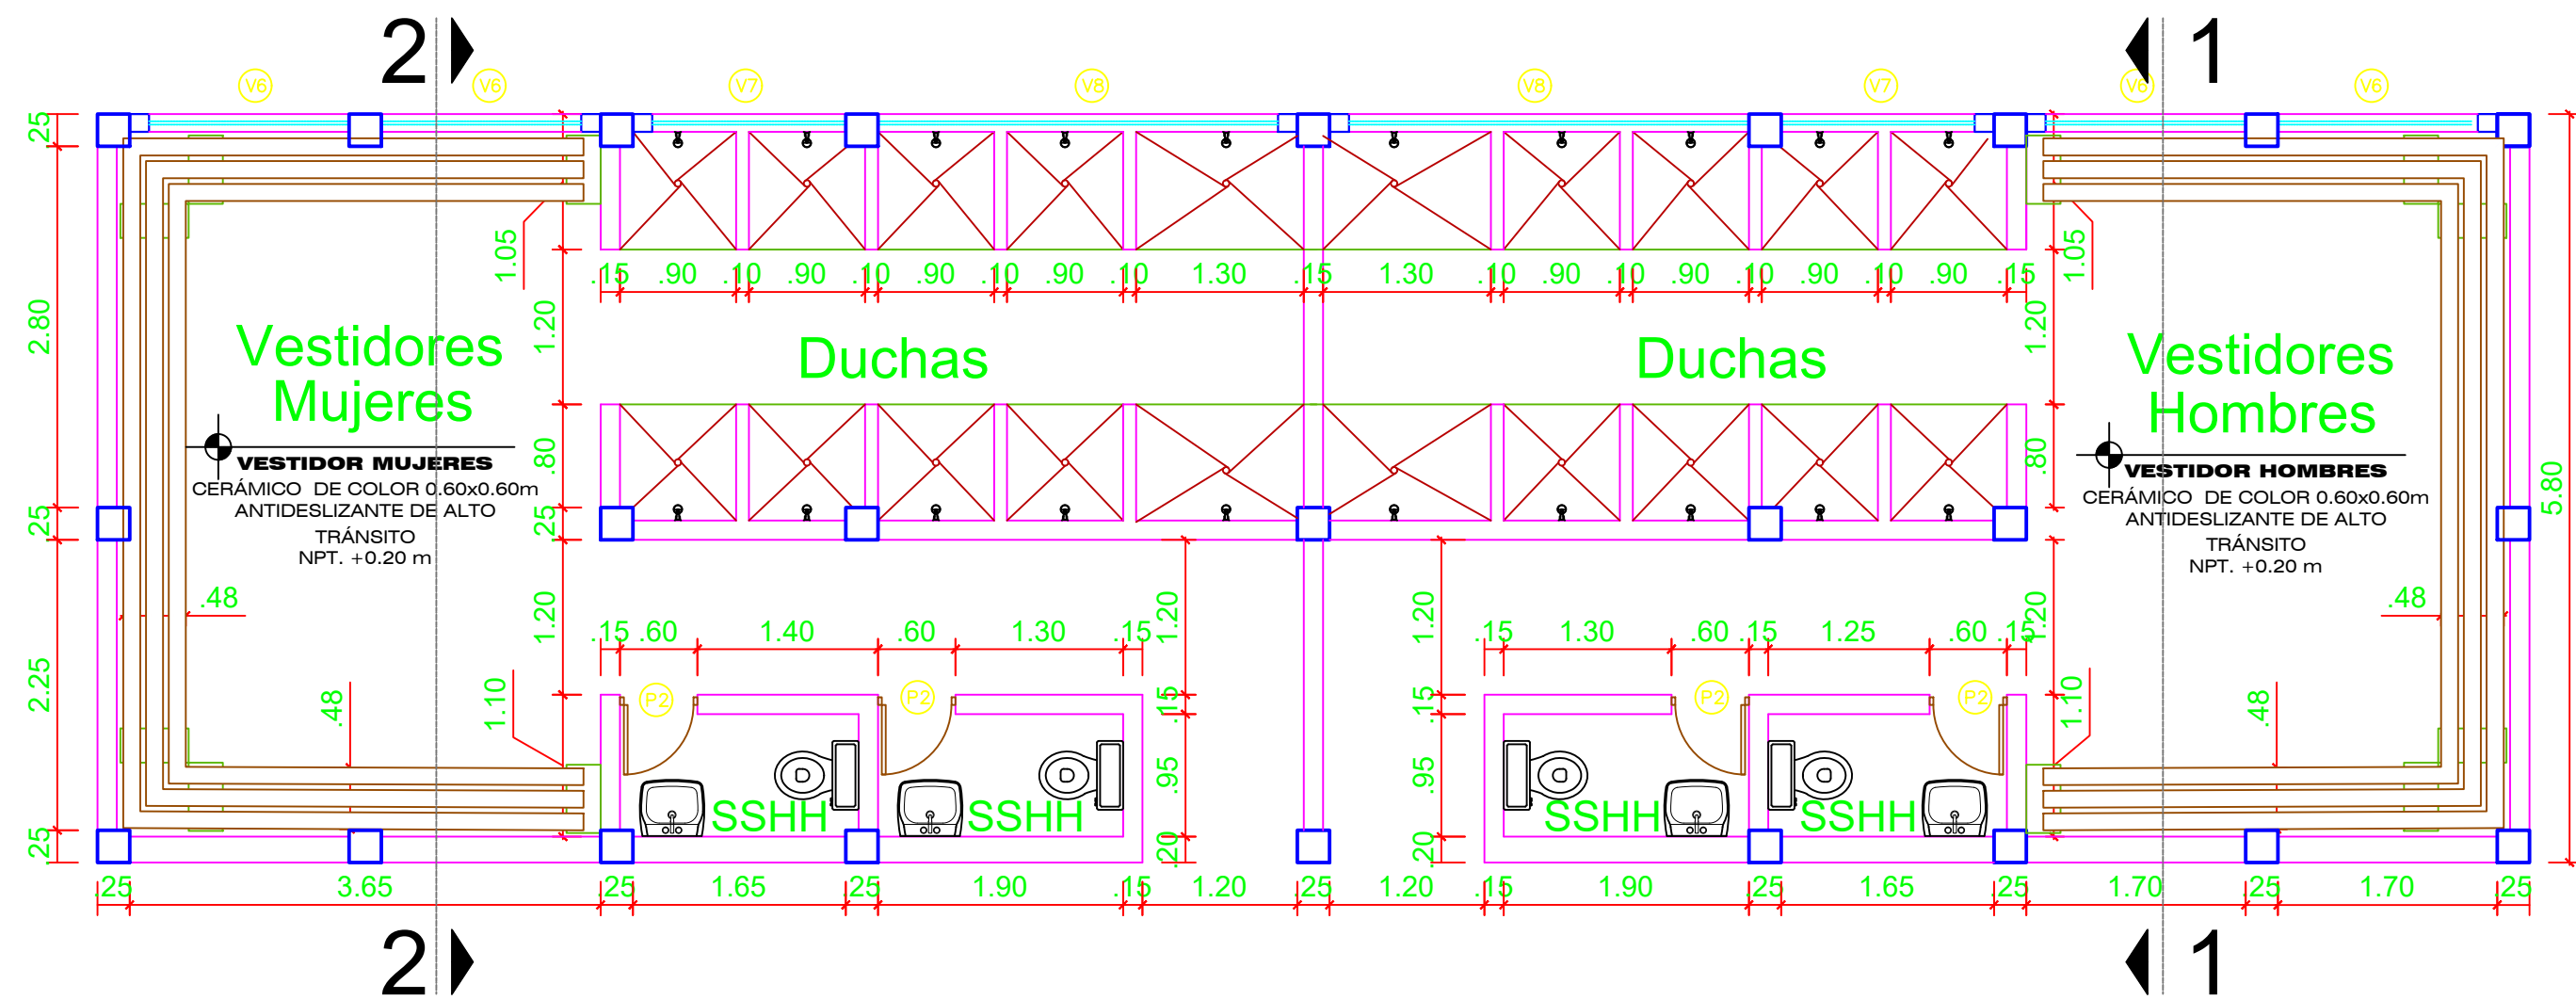 2
1
V6
V6
V7
V8
V8
V7
V6
V6
.25
2.80
.25
2.25
.25
1.05
1.20
.80
.25
1.20
1.10
.15 .90 .10 .90 .10 .90 .10 .90 .10 1.30 .15 1.30 .10 .90 .10 .90 .10 .90 .10 .90 .15
1.05
1.20
.80
1.20
1.10
5.80
Vestidores
Mujeres
Duchas
Duchas
Vestidores
Hombres
VESTIDOR MUJERES
CERÁMICO DE COLOR 0.60x0.60m
ANTIDESLIZANTE DE ALTO
TRÁNSITO
NPT. +0.20 m
VESTIDOR HOMBRES
CERÁMICO DE COLOR 0.60x0.60m
ANTIDESLIZANTE DE ALTO
TRÁNSITO
NPT. +0.20 m
.48
.48
.48
.48
.15 .60 1.40 .60 1.30 .15
1.20
.15
.95
.20
1.20
.15
.95
.20
.15 1.30 .60 .15 1.25 .60 .15
P2
P2
P2
P2
SSHH
SSHH
SSHH
SSHH
.25 3.65 .25 1.65 .25 1.90 .15 1.20 .25 1.20 .15 1.90 .25 1.65 .25 1.70 .25 1.70 .25
2
1